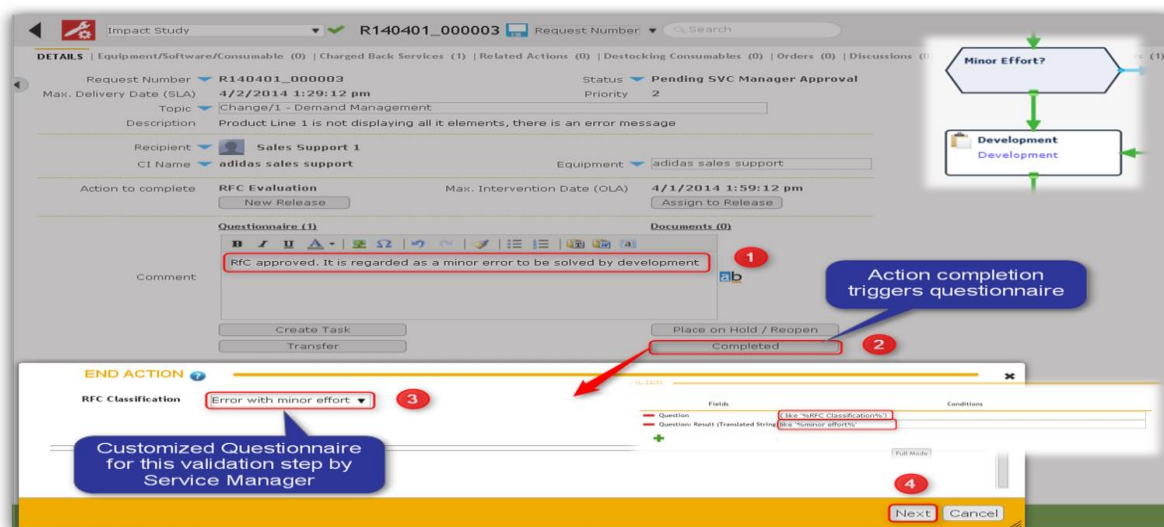 Impact Study R140401_000003 Request Number Search
DETAILS | Equipment/Software/Consumable (0) | Charged Back Services (1) | Related Actions (0) | Destocking Consumables (0) | Orders (0) | Discussions (1)
Request Number R140401_000003 Status Pending SVC Manager Approval
Max. Delivery Date (SLA) 4/2/2014 1:29:12 pm Priority 2
Topic Change/1 - Demand Management
Description Product Line 1 is not displaying all it elements, there is an error message
Recipient Sales Support 1
CI Name adidas sales support Equipment adidas sales support
Action to complete RFC Evaluation Max. Intervention Date (OLA) 4/1/2014 1:59:12 pm
New Release Assign to Release
Questionnaire (1) Documents (0)
B I U A Ω
Comment RfC approved. It is regarded as a minor error to be solved by development 1
ab
Create Task Place on Hold / Reopen
Transfer Completed 2
Minor Effort?
Development
Development
Action completion
triggers questionnaire
END ACTION ?
RFC Classification Error with minor effort 3
Fields Conditions
Question ( like '%RFC Classification%')
Question: Result (Translated String) like '%minor effort%'
Full Mode
Customized Questionnaire
for this validation step by
Service Manager
4
Next Cancel